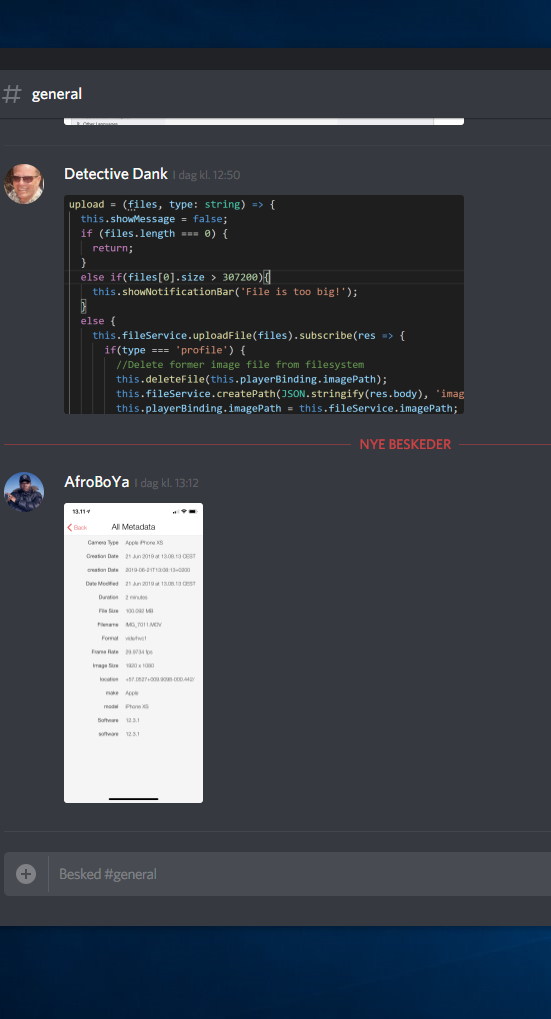 # general
Other Languages
Detective Dank I dag kl. 12:50
upload = (files, type: string) => {
this.showMessage = false;
if (files.length === 0) {
return;
}
else if(files[0].size > 307200){
this.showNotificationBar('File is too big!');
}
else {
this.fileService.uploadFile(files).subscribe(res => {
if(type === 'profile') {
//Delete former image file from filesystem
this.deleteFile(this.playerBinding.imagePath);
this.fileService.createPath(JSON.stringify(res.body), 'imag
this.playerBinding.imagePath = this.fileService.imagePath;
NYE BESKEDER
AfroBoYa I dag kl. 13:12
13.11
Back All Metadata
Camera Type Apple iPhone XS
Creation Date 21 Jun 2019 at 13.08.13 CEST
creation Date 2019-06-21T13:08:13+0200
Date Modified 21 Jun 2019 at 13.08.13 CEST
Duration 2 minutes
File Size 100.060 MB
Filename IMG_7011.MOV
Format vide/hvc1
Frame Rate 29.9734 fps
Image Size 1920 x 1080
location
make Apple
model iPhone XS
Software 12.3.1
software 12.3.1
Besked #general